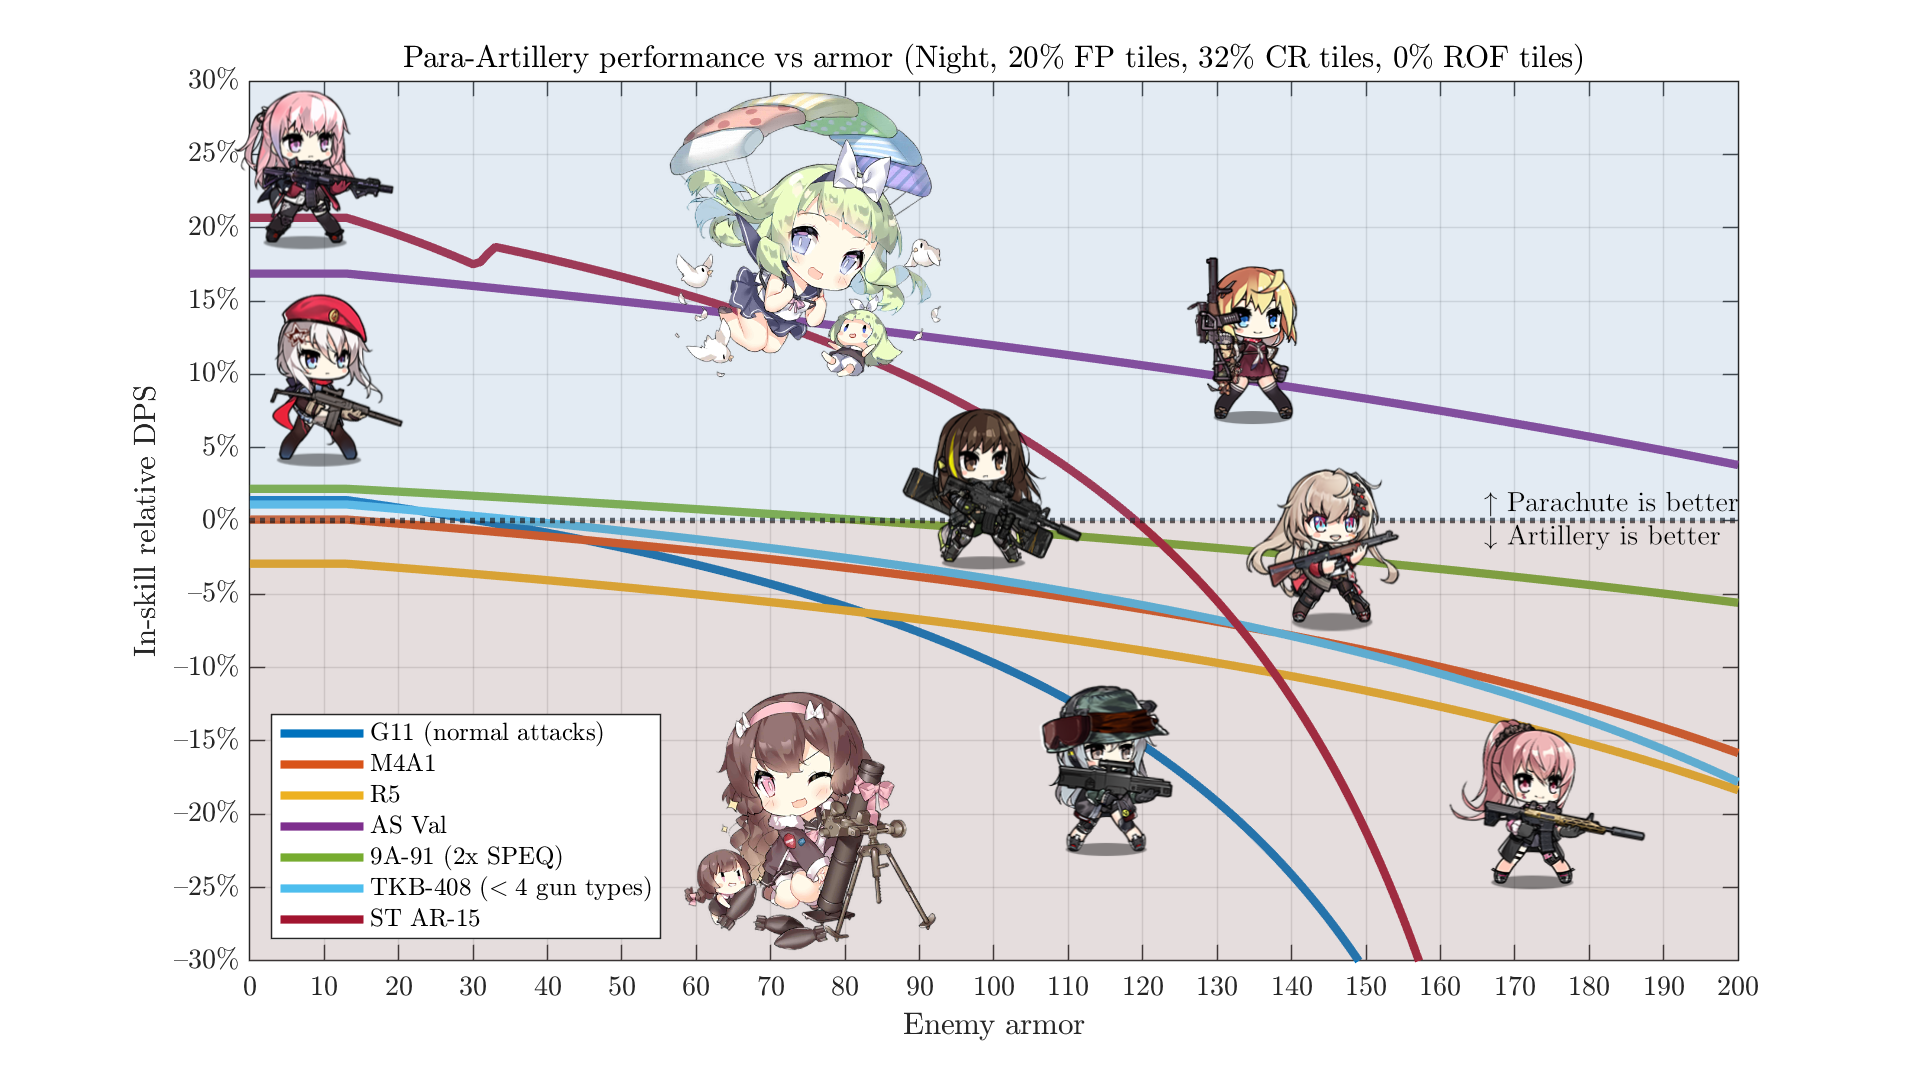 Para-Artillery performance vs armor (Night, 20% FP tiles, 32% CR tiles, 0% ROF tiles)
30%
25%
20%
15%
10%
5%
0%
–5%
–10%
–15%
–20%
–25%
–30%
In-skill relative DPS
↑ Parachute is better
↓ Artillery is better
G11 (normal attacks)
M4A1
R5
AS Val
9A-91 (2x SPEQ)
TKB-408 (< 4 gun types)
ST AR-15
0 10 20 30 40 50 60 70 80 90 100 110 120 130 140 150 160 170 180 190 200
Enemy armor